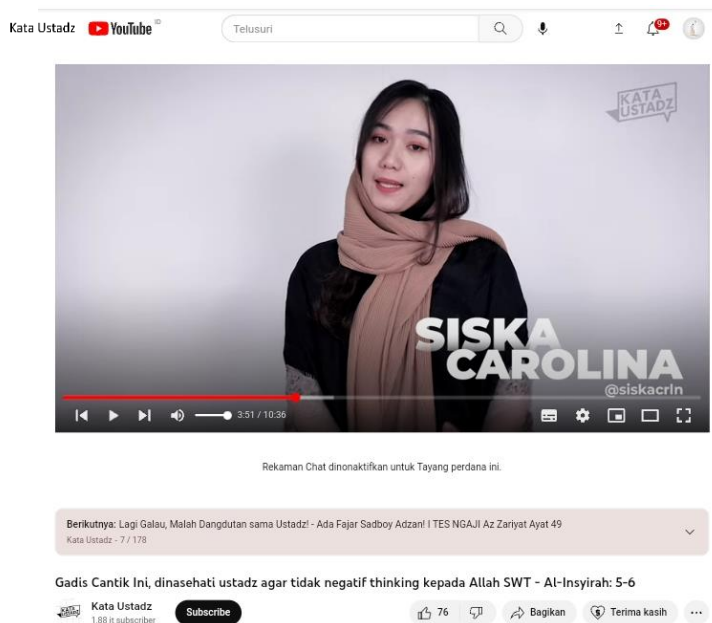 Kata Ustadz YouTube ID Telusuri 9+
KATA
USTADZ
SISKA
CAROLINA
@siskacrln
3:51 / 10:36
Rekaman Chat dinonaktifkan untuk Tayang perdana ini.
Berikutnya: Lagi Galau, Malah Dangdutan sama Ustadz! - Ada Fajar Sadboy Adzan! I TES NGAJI Az Zariyat Ayat 49
Kata Ustadz - 7 / 178
Gadis Cantik Ini, dinasehati ustadz agar tidak negatif thinking kepada Allah SWT - Al-Insyirah: 5-6
Kata Ustadz Subscribe 76 Bagikan Terima kasih
1.88 jt subscriber